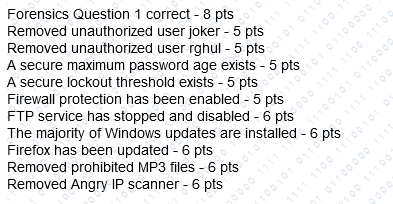 Forensics Question 1 correct - 8 pts
Removed unauthorized user joker - 5 pts
Removed unauthorized user rghul - 5 pts
A secure maximum password age exists - 5 pts
A secure lockout threshold exists - 5 pts
Firewall protection has been enabled - 5 pts
FTP service has stopped and disabled - 6 pts
The majority of Windows updates are installed - 6 pts
Firefox has been updated - 6 pts
Removed prohibited MP3 files - 6 pts
Removed Angry IP scanner - 6 pts